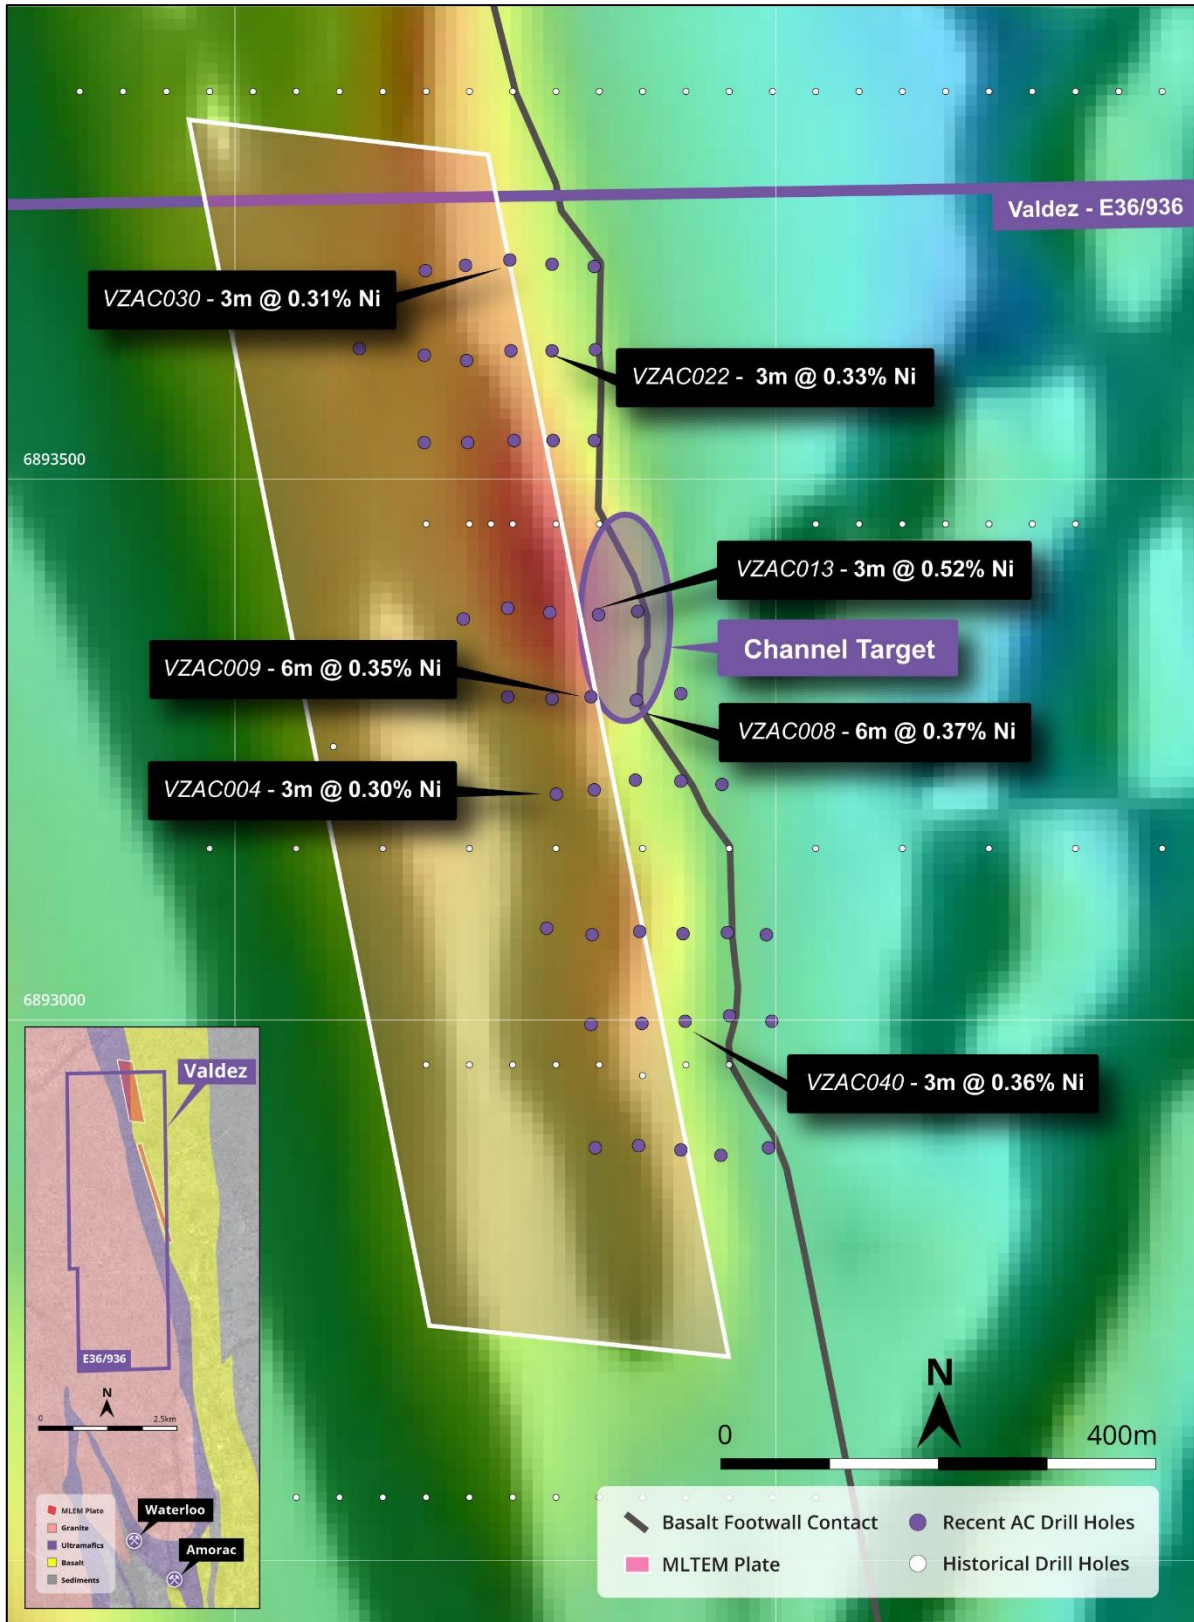 Valdez - E36/936
VZAC030 - 3m @ 0.31% Ni
VZAC022 - 3m @ 0.33% Ni
6893500
VZAC013 - 3m @ 0.52% Ni
Channel Target
VZAC009 - 6m @ 0.35% Ni
VZAC008 - 6m @ 0.37% Ni
VZAC004 - 3m @ 0.30% Ni
6893000
VZAC040 - 3m @ 0.36% Ni
Valdez
E36/936
N
0 2.5km
MLEM Plate
Granite
Ultramafics
Basalt
Sediments
Waterloo
Amorac
N
0 400m
Basalt Footwall Contact
Recent AC Drill Holes
MLTEM Plate
Historical Drill Holes